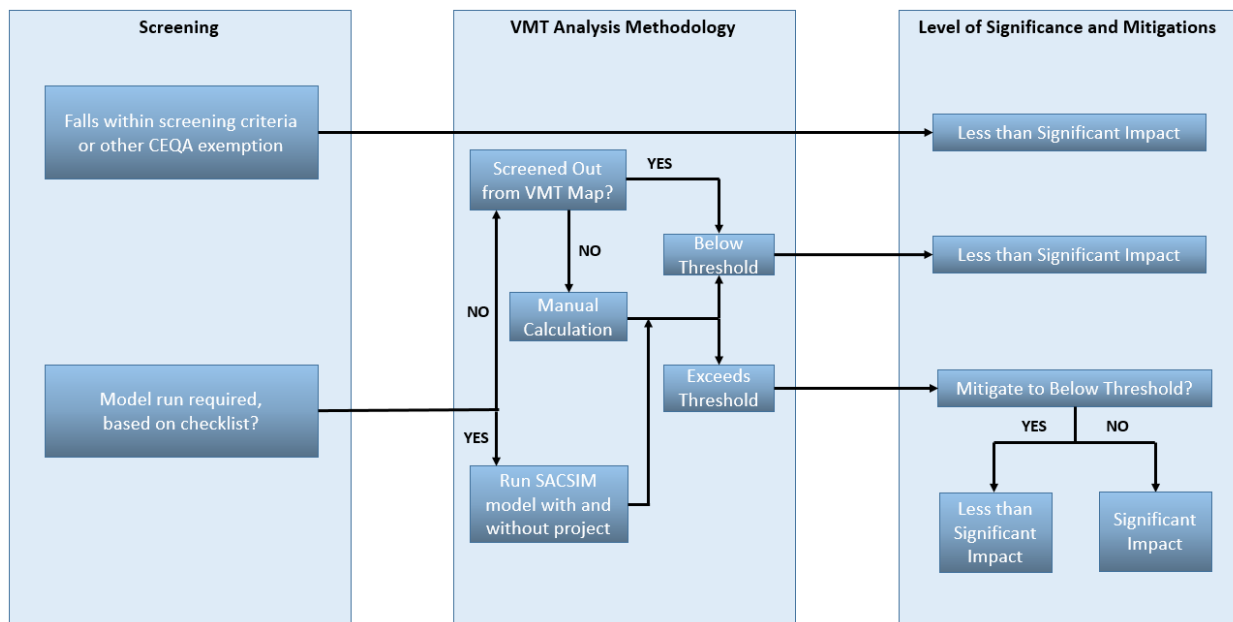 Screening
Falls within screening criteria
or other CEQA exemption
Model run required,
based on checklist?
VMT Analysis Methodology
Screened Out
from VMT Map?
YES
NO
Below
Threshold
Manual
Calculation
NO
Exceeds
Threshold
YES
Run SACSIM
model with and
without project
Level of Significance and Mitigations
Less than Significant Impact
Less than Significant Impact
Mitigate to Below Threshold?
YES
NO
Less than
Significant
Impact
Significant
Impact